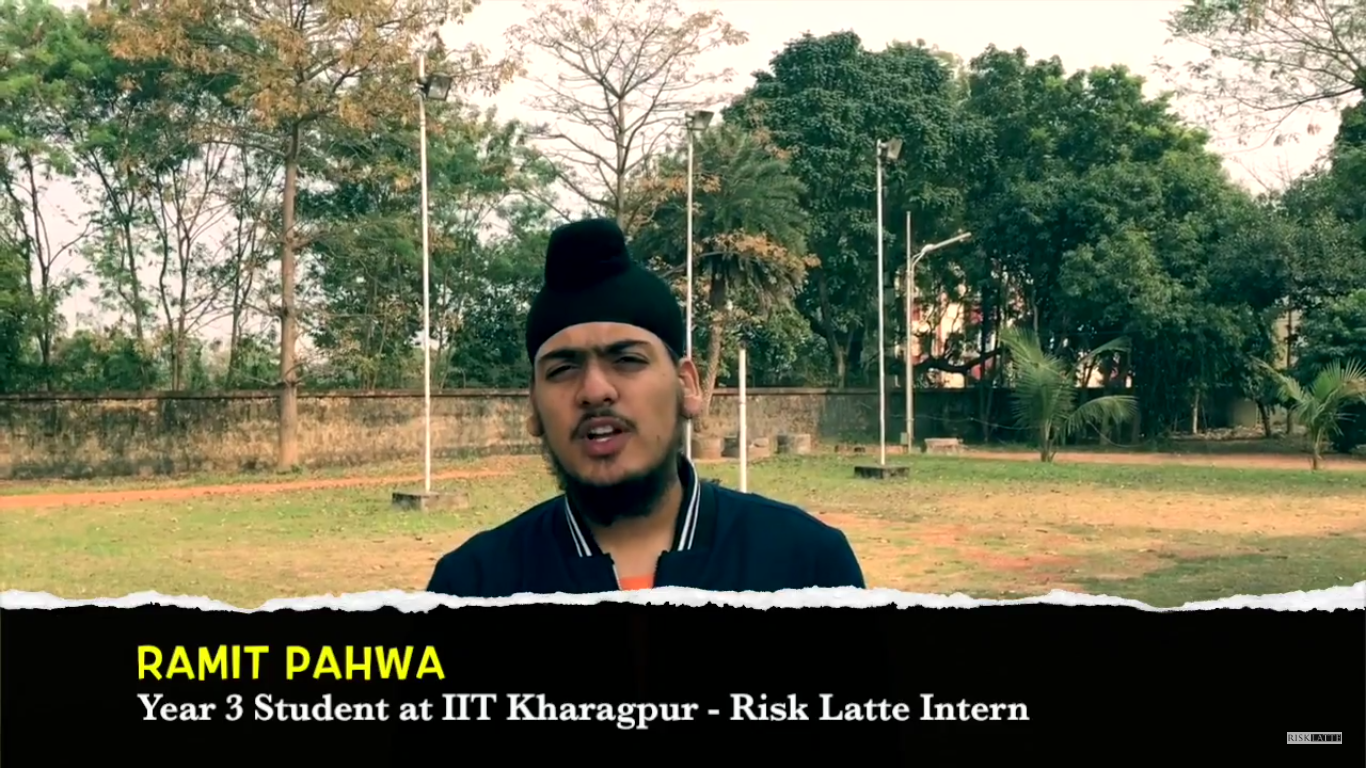 RAMIT PAHWA
Year 3 Student at IIT Kharagpur - Risk Latte Intern
RISKLATTE